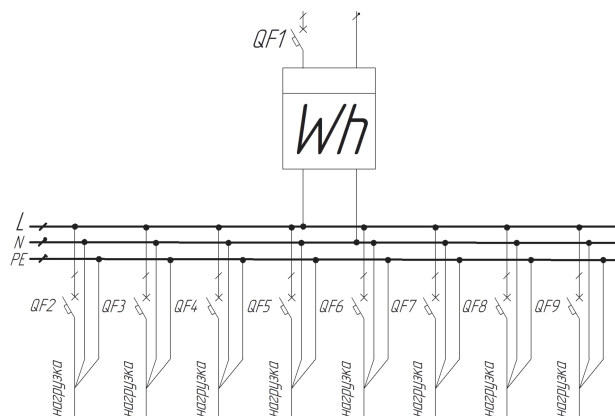 QF1
Wh
L
N
PE
QF2
QF3
QF4
QF5
QF6
QF7
QF8
QF9
нагрузка
нагрузка
нагрузка
нагрузка
нагрузка
нагрузка
нагрузка
нагрузка